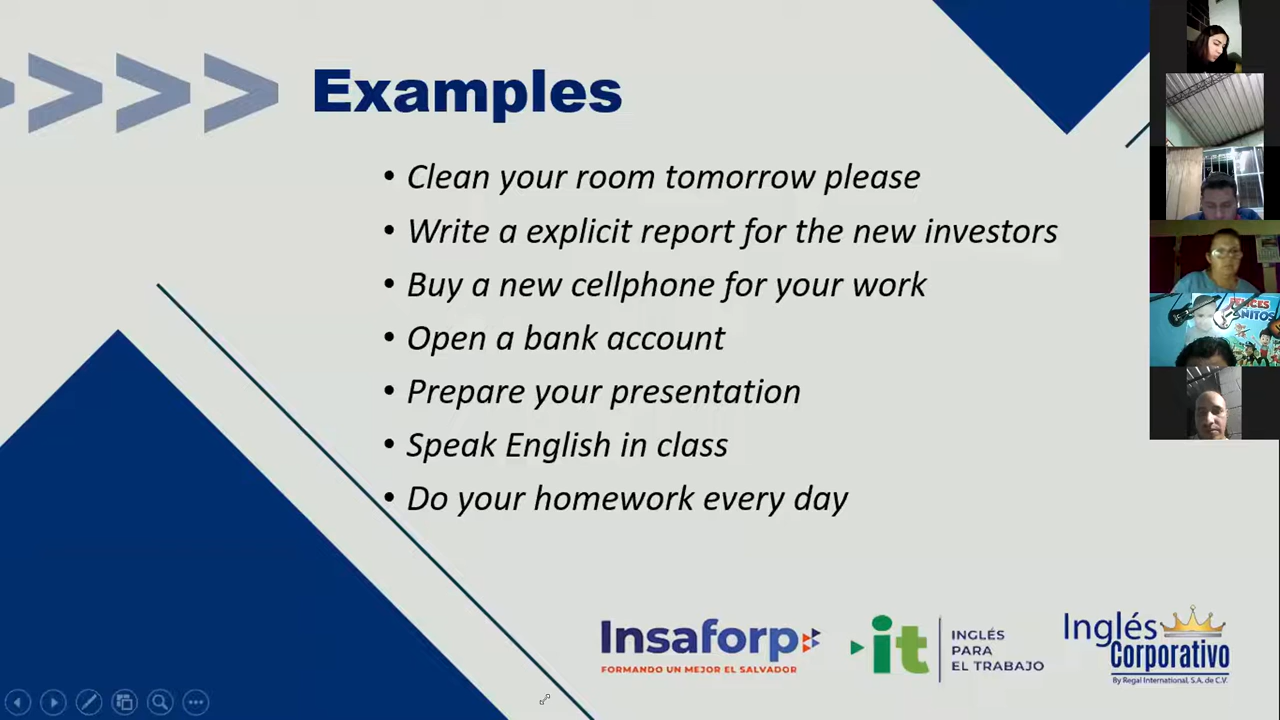 Examples
• Clean your room tomorrow please
• Write a explicit report for the new investors
• Buy a new cellphone for your work
• Open a bank account
• Prepare your presentation
• Speak English in class
• Do your homework every day
Insaforp
FORMANDO UN MEJOR EL SALVADOR
it
INGLÉS
PARA
EL TRABAJO
Inglés
Corporativo
By Regal International, S.A. de C.V.